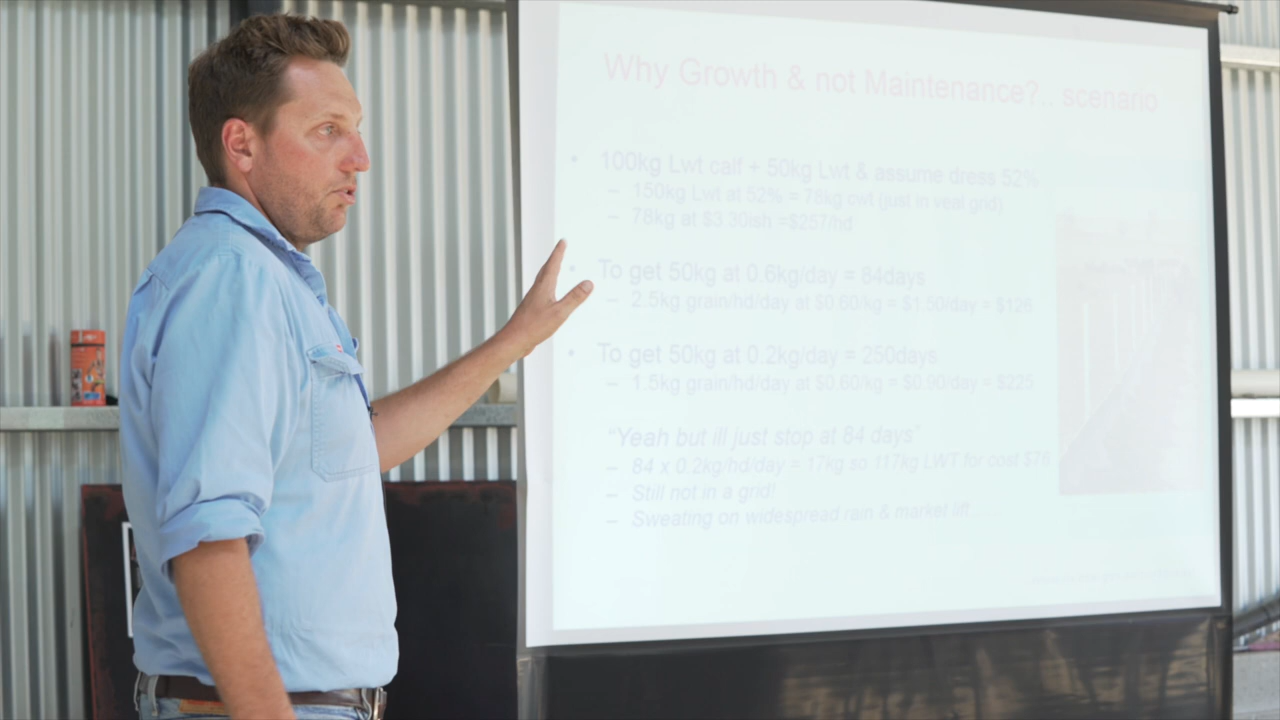 Why Growth & not Maintenance?.. scenario
• 100kg Lwt calf + 50kg Lwt & assume dress 52%
– 150kg Lwt at 52% = 78kg cwt (just in veal grid)
– 78kg at $3.30ish =$257/hd
• To get 50kg at 0.6kg/day = 84days
– 2.5kg grain/hd/day at $0.60/kg = $1.50/day = $126
• To get 50kg at 0.2kg/day = 250days
– 1.5kg grain/hd/day at $0.60/kg = $0.90/day = $225
"Yeah but ill just stop at 84 days"
– 84 x 0.2kg/hd/day = 17kg so 117kg LWT for cost $76
– Still not in a grid!
– Sweating on widespread rain & market lift......